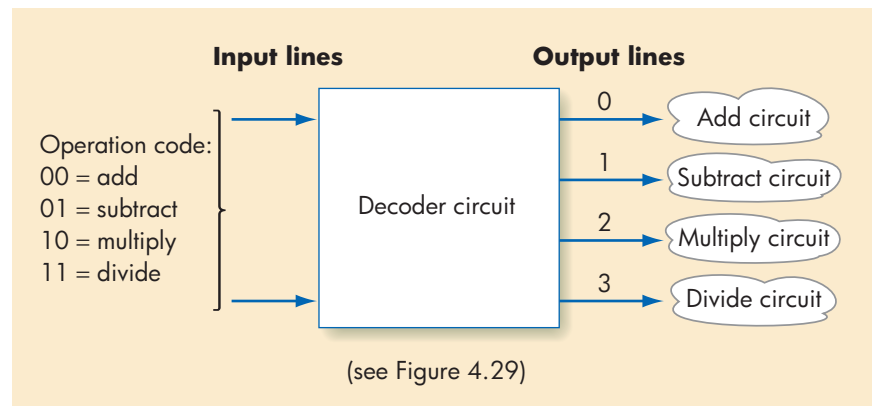 Input lines
Output lines
Operation code:
00 = add
01 = subtract
10 = multiply
11 = divide
Decoder circuit
0
Add circuit
1
Subtract circuit
2
Multiply circuit
3
Divide circuit
(see Figure 4.29)